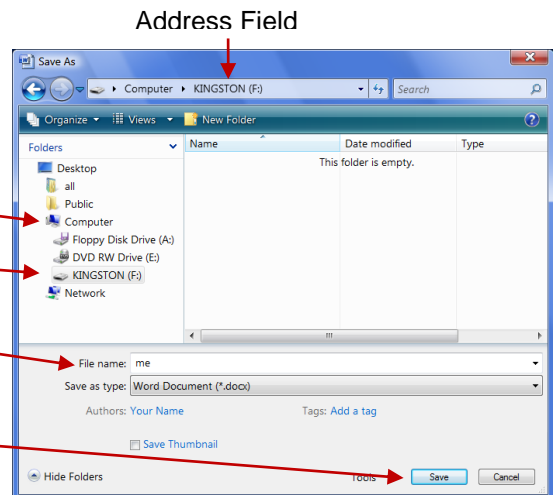 Address Field
Save As
Computer KINGSTON (F:) Search
Organize Views New Folder
Folders Name Date modified Type
This folder is empty.
Desktop
all
Public
Computer
Floppy Disk Drive (A:)
DVD RW Drive (E:)
KINGSTON (F:)
Network
File name: me
Save as type: Word Document (*.docx)
Authors: Your Name Tags: Add a tag
Save Thumbnail
Hide Folders Tools Save Cancel